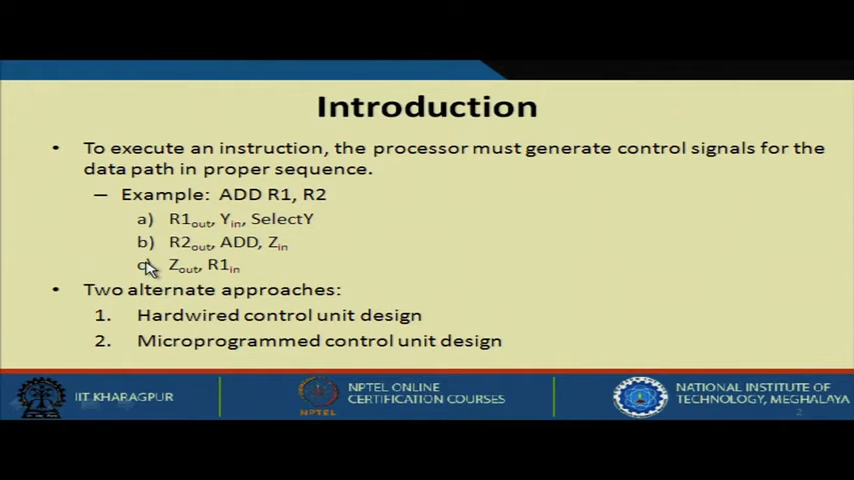 Introduction
• To execute an instruction, the processor must generate control signals for the
data path in proper sequence.
– Example: ADD R1, R2
a) R1out, Yin, SelectY
b) R2out, ADD, Zin
c) Zout, R1in
• Two alternate approaches:
1. Hardwired control unit design
2. Microprogrammed control unit design
IIT KHARAGPUR
NPTEL
NPTEL ONLINE
CERTIFICATION COURSES
NATIONAL INSTITUTE OF
TECHNOLOGY, MEGHALAYA
2